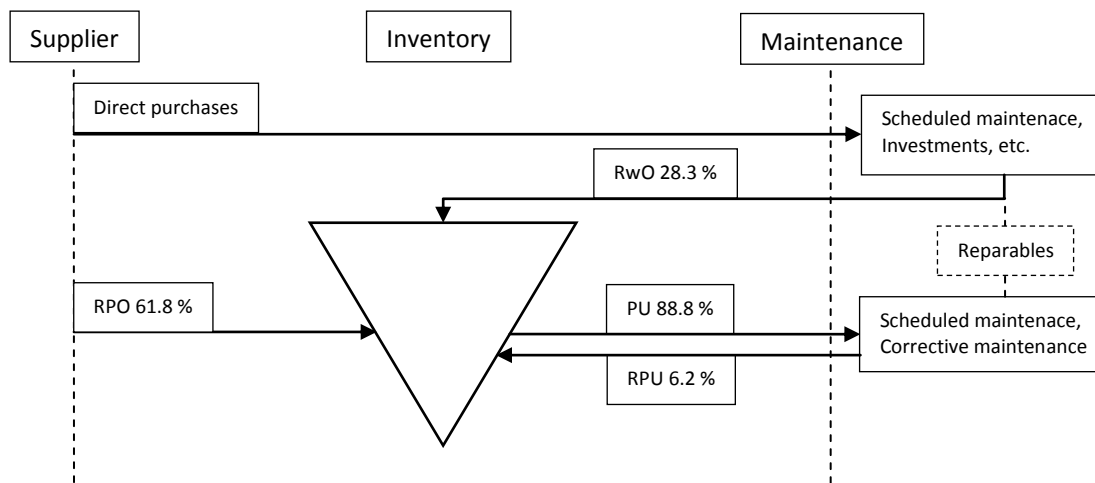 Supplier
Inventory
Maintenance
Direct purchases
Scheduled maintenace,
Investments, etc.
RwO 28.3 %
Reparables
RPO 61.8 %
PU 88.8 %
Scheduled maintenace,
Corrective maintenance
RPU 6.2 %